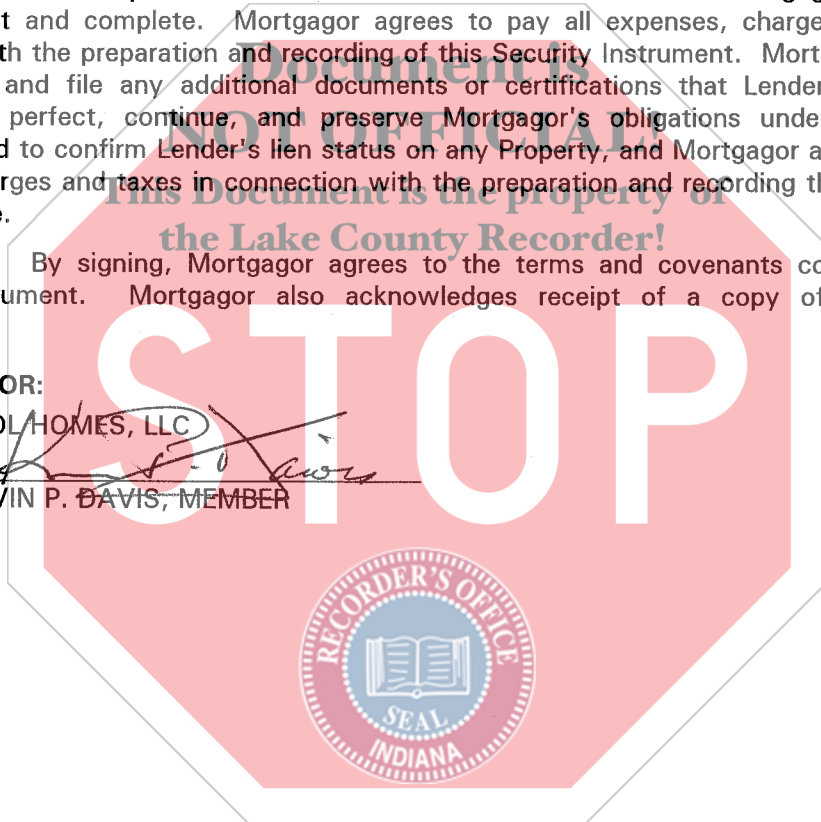 t and complete. Mortgagor agrees to pay all expenses, charge
th the preparation and recording of this Security Instrument. Mort
and file any additional documents or certifications that Lender
perfect, continue, and preserve Mortgagor's obligations unde
d to confirm Lender's lien status on any Property, and Mortgagor a
rges and taxes in connection with the preparation and recording th
e.
By signing, Mortgagor agrees to the terms and covenants co
ument. Mortgagor also acknowledges receipt of a copy of
OR:
OL HOMES, LLC
VIN P. DAVIS, MEMBER
Document is
NOT OFFICIAL!
This Document is the property of
the Lake County Recorder!
STOP
RECORDER'S OFFICE
SEAL
INDIANA